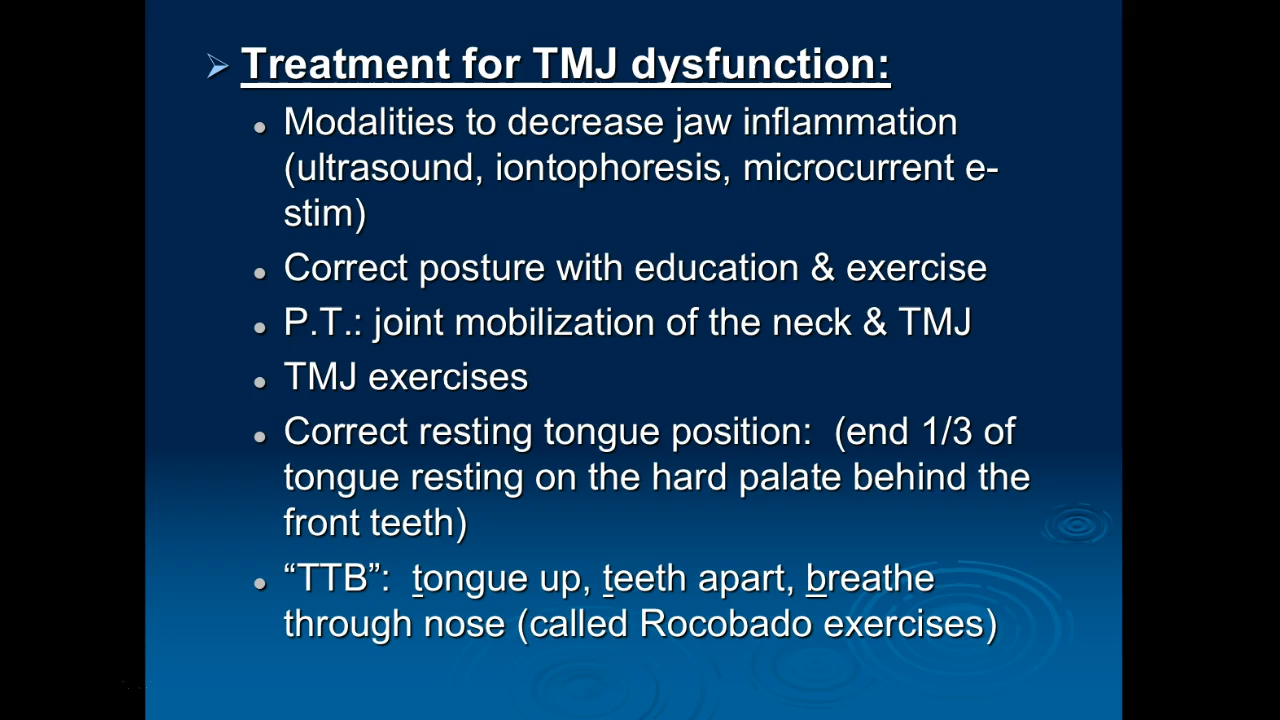 Treatment for TMJ dysfunction:
Modalities to decrease jaw inflammation
(ultrasound, iontophoresis, microcurrent e-
stim)
Correct posture with education & exercise
P.T.: joint mobilization of the neck & TMJ
TMJ exercises
Correct resting tongue position:  (end 1/3 of
tongue resting on the hard palate behind the
front teeth)
“TTB”:  tongue up, teeth apart, breathe
through nose (called Rocobado exercises)